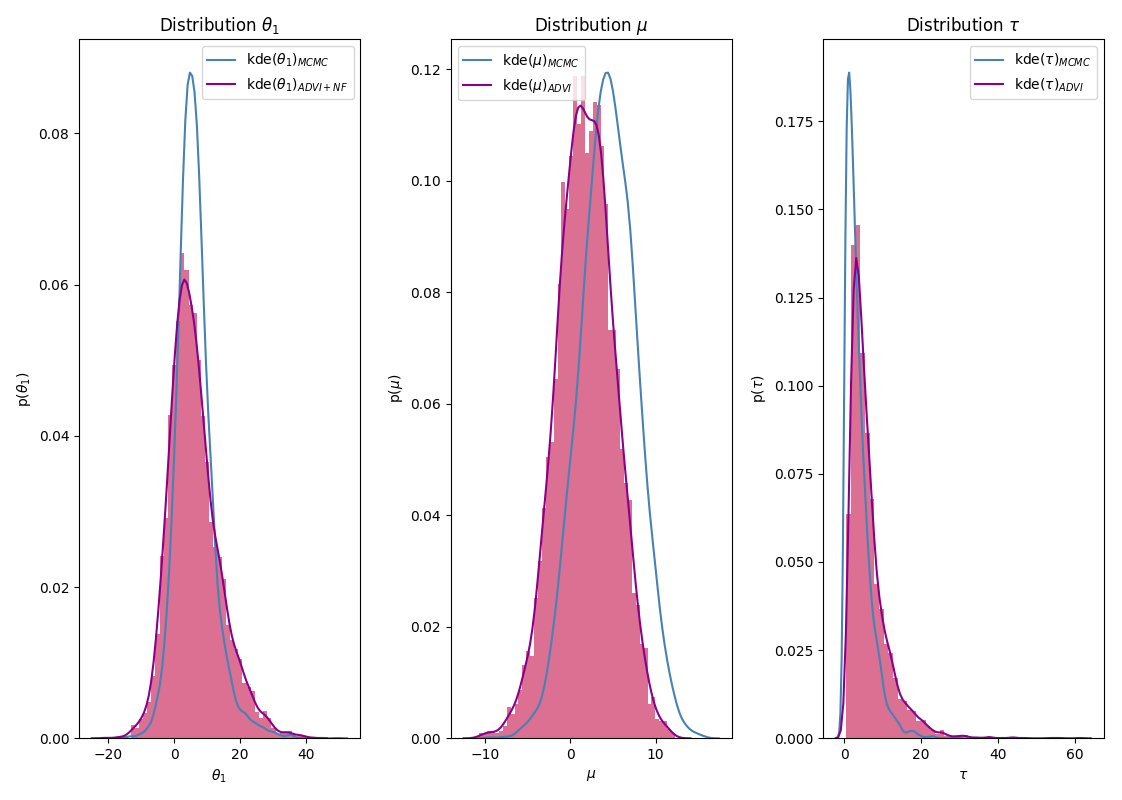 Distribution θ₁
kde(θ₁)MCMC
kde(θ₁)ADVI+NF
p(θ₁)
0.08
0.06
0.04
0.02
0.00
−20
0
20
40
θ₁
Distribution μ
kde(μ)MCMC
kde(μ)ADVI
p(μ)
0.12
0.10
0.08
0.06
0.04
0.02
0.00
−10
0
10
μ
Distribution τ
kde(τ)MCMC
kde(τ)ADVI
p(τ)
0.175
0.150
0.125
0.100
0.075
0.050
0.025
0.000
0
20
40
60
τ